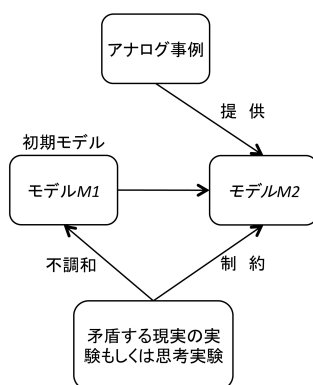 アナログ事例
提 供
初期モデル
モデルM1
モデルM2
不調和
制 約
矛盾する現実の実
験もしくは思考実験